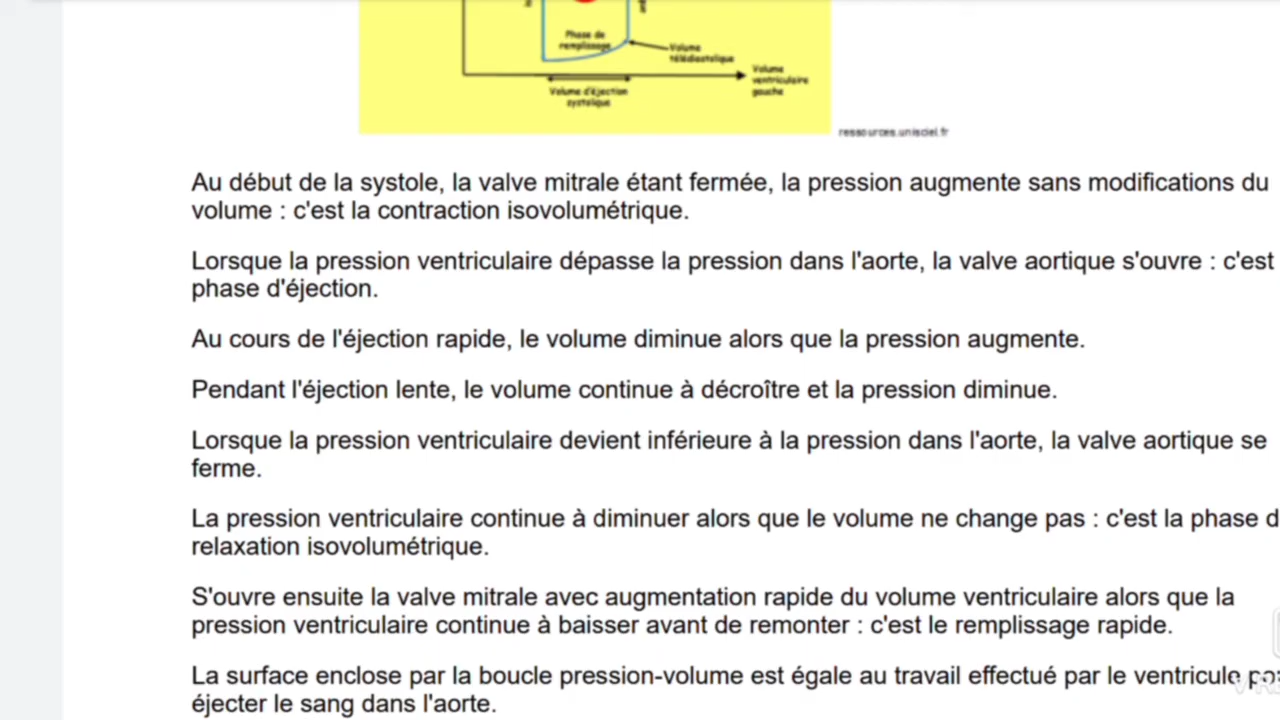 Phase de
remplissage
Volume
télédiastolique
Volume
ventriculaire
gauche
Volume d'éjection
systolique
ressources.unisciel.fr
Au début de la systole, la valve mitrale étant fermée, la pression augmente sans modifications du
volume : c'est la contraction isovolumétrique.
Lorsque la pression ventriculaire dépasse la pression dans l'aorte, la valve aortique s'ouvre : c'est
phase d'éjection.
Au cours de l'éjection rapide, le volume diminue alors que la pression augmente.
Pendant l'éjection lente, le volume continue à décroître et la pression diminue.
Lorsque la pression ventriculaire devient inférieure à la pression dans l'aorte, la valve aortique se
ferme.
La pression ventriculaire continue à diminuer alors que le volume ne change pas : c'est la phase d
relaxation isovolumétrique.
S'ouvre ensuite la valve mitrale avec augmentation rapide du volume ventriculaire alors que la
pression ventriculaire continue à baisser avant de remonter : c'est le remplissage rapide.
La surface enclose par la boucle pression-volume est égale au travail effectué par le ventricule
éjecter le sang dans l'aorte.